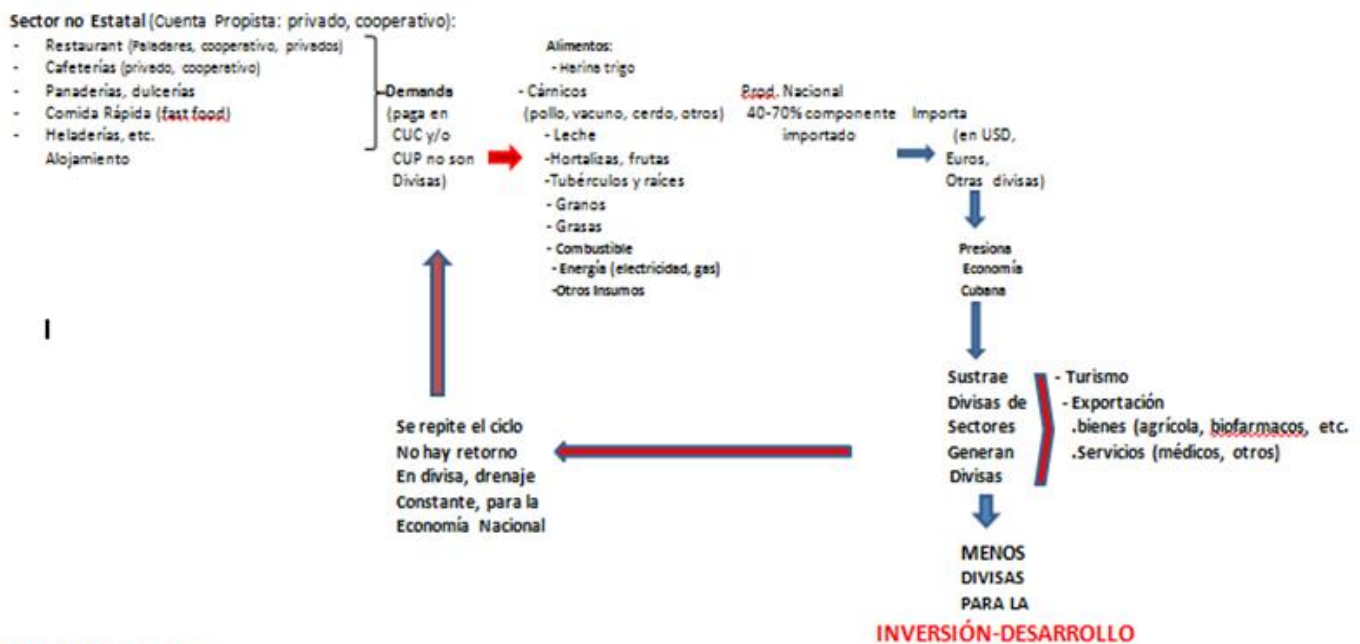 Sector no Estatal (Cuenta Propista: privado, cooperativo):
- Restaurant (Paladares, cooperativo, privados)
- Cafeterías (privado, cooperativo)
- Panaderías, dulcerías
- Comida Rápida (fast food)
- Heladerías, etc.
Alojamiento
Demanda
(paga en
CUC y/o
CUP no son
Divisas)
Alimentos:
- Harina trigo
- Cárnicos
(pollo, vacuno, cerdo, otros)
- Leche
-Hortalizas, frutas
-Tubérculos y raíces
- Granos
- Grasas
- Combustible
- Energía (electricidad, gas)
-Otros Insumos
Prod. Nacional
40-70% componente
importado
Importa
(en USD,
Euros,
Otras divisas)
Presiona
Economía
Cubana
Sustrae
Divisas de
Sectores
Generan
Divisas
- Turismo
- Exportación
.bienes (agrícola, biofarmacos, etc.
.Servicios (médicos, otros)
Se repite el ciclo
No hay retorno
En divisa, drenaje
Constante, para la
Economía Nacional
MENOS
DIVISAS
PARA LA
INVERSIÓN-DESARROLLO